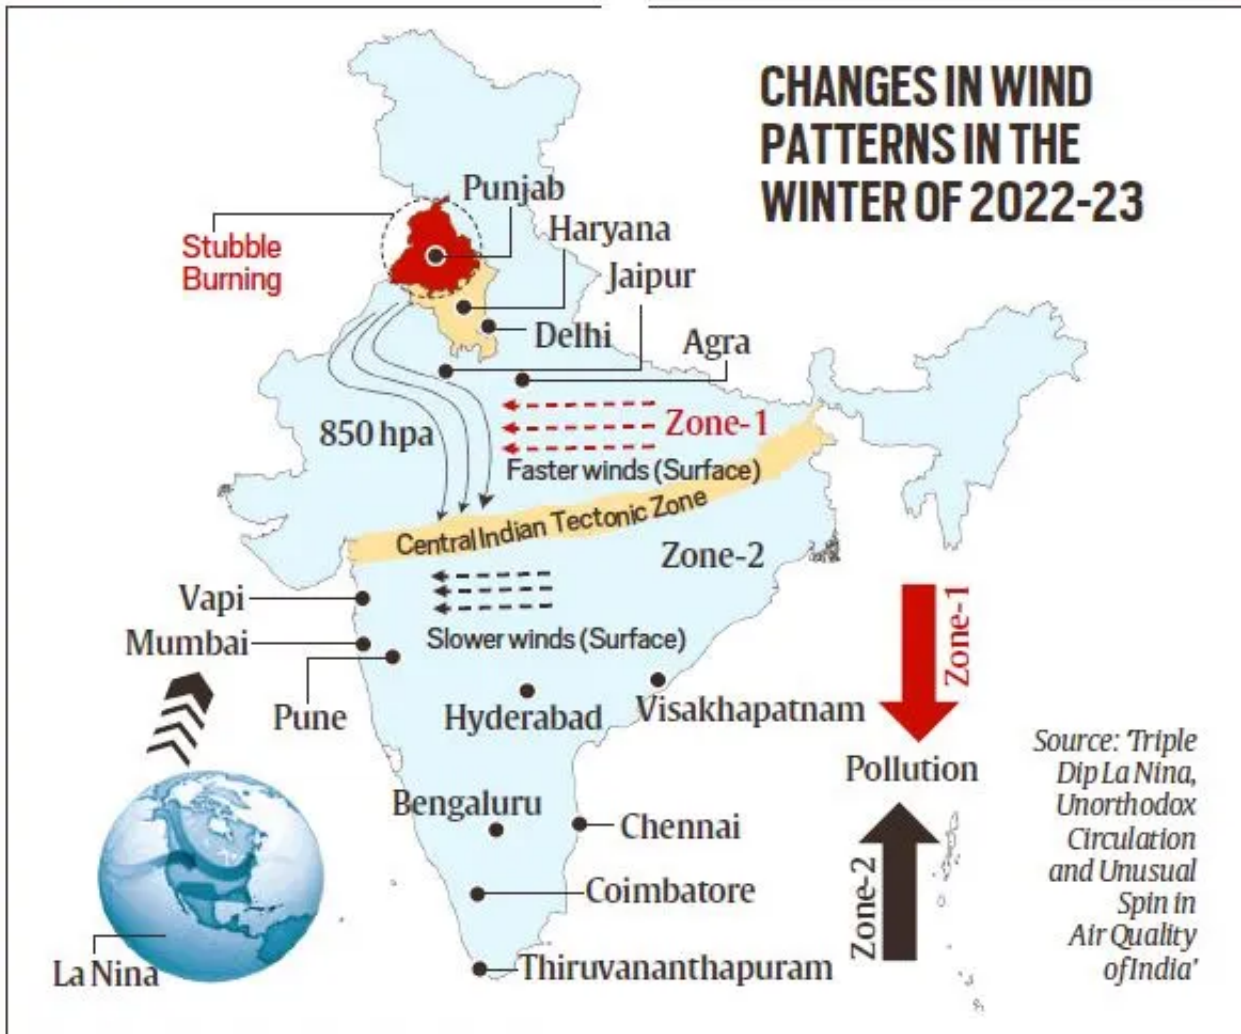 CHANGES IN WIND
PATTERNS IN THE
WINTER OF 2022-23
Punjab
Haryana
Stubble
Burning
Jaipur
Delhi
Agra
850 hpa
Zone-1
Faster winds (Surface)
Central Indian Tectonic Zone
Zone-2
Vapi
Mumbai
Slower winds (Surface)
Pune
Hyderabad
Visakhapatnam
Zone-1
Pollution
Zone-2
Bengaluru
Chennai
Coimbatore
Thiruvananthapuram
La Nina
Source: 'Triple
Dip La Nina,
Unorthodox
Circulation
and Unusual
Spin in
Air Quality
of India'